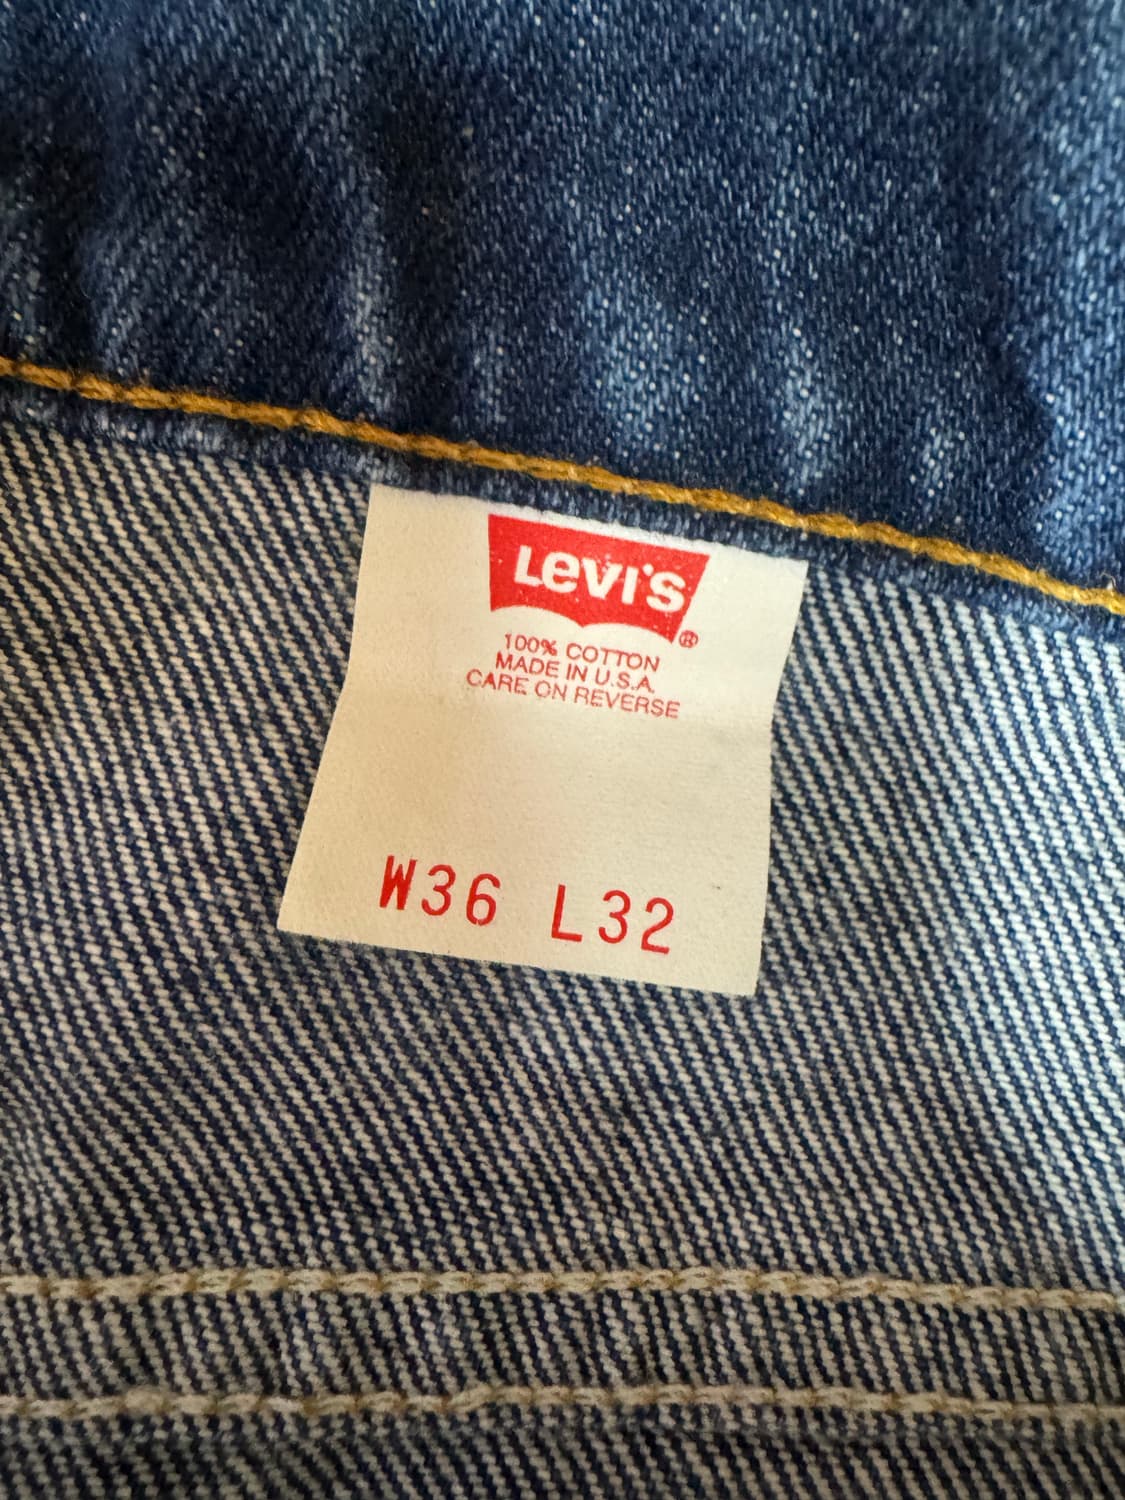 Levi's ®
100% COTTON
MADE IN U.S.A.
CARE ON REVERSE
W36 L32